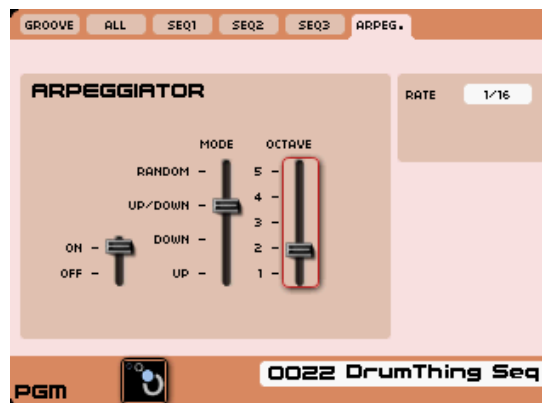 GROOVE ALL SEQ1 SEQ2 SEQ3 ARPEG.
ARPEGGIATOR
RATE 1/16
MODE OCTAVE
RANDOM - 5 -
UP/DOWN - 4 -
3 -
ON - DOWN - 2 -
OFF - UP - 1 -
PGM 0022 DrumThing Seq